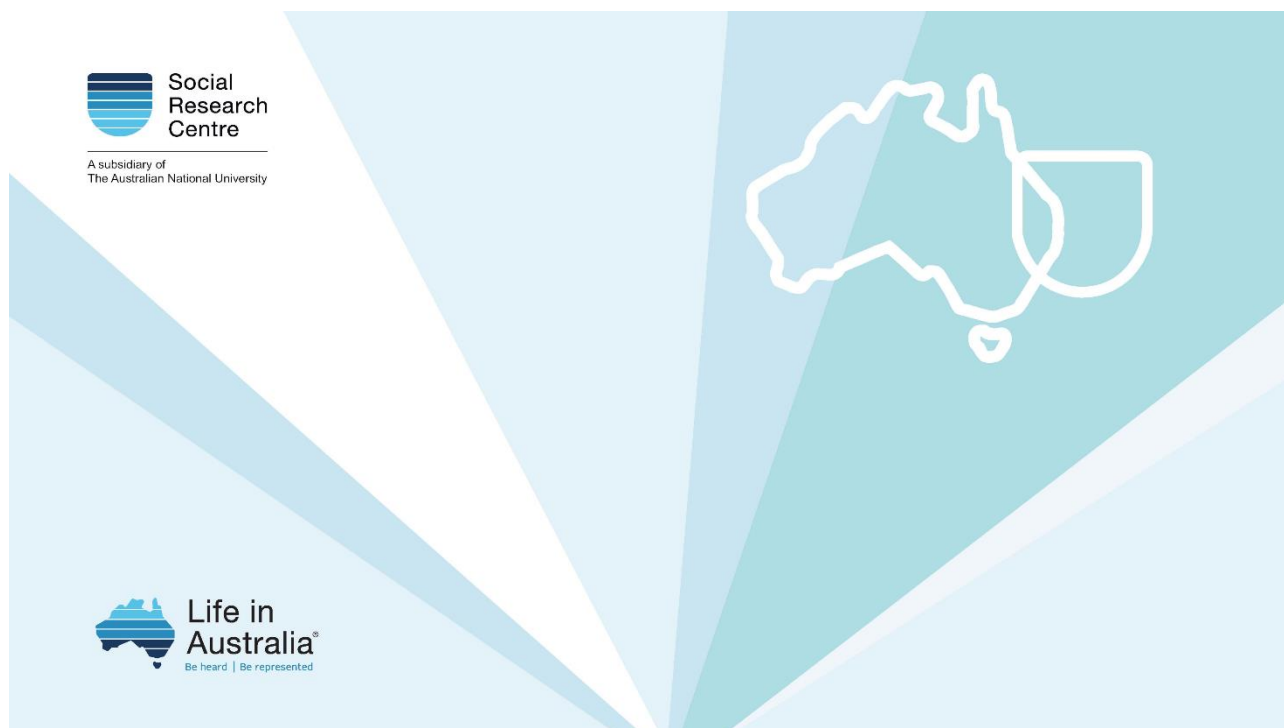 Social
Research
Centre
A subsidiary of
The Australian National University
Life in
Australia®
Be heard | Be represented